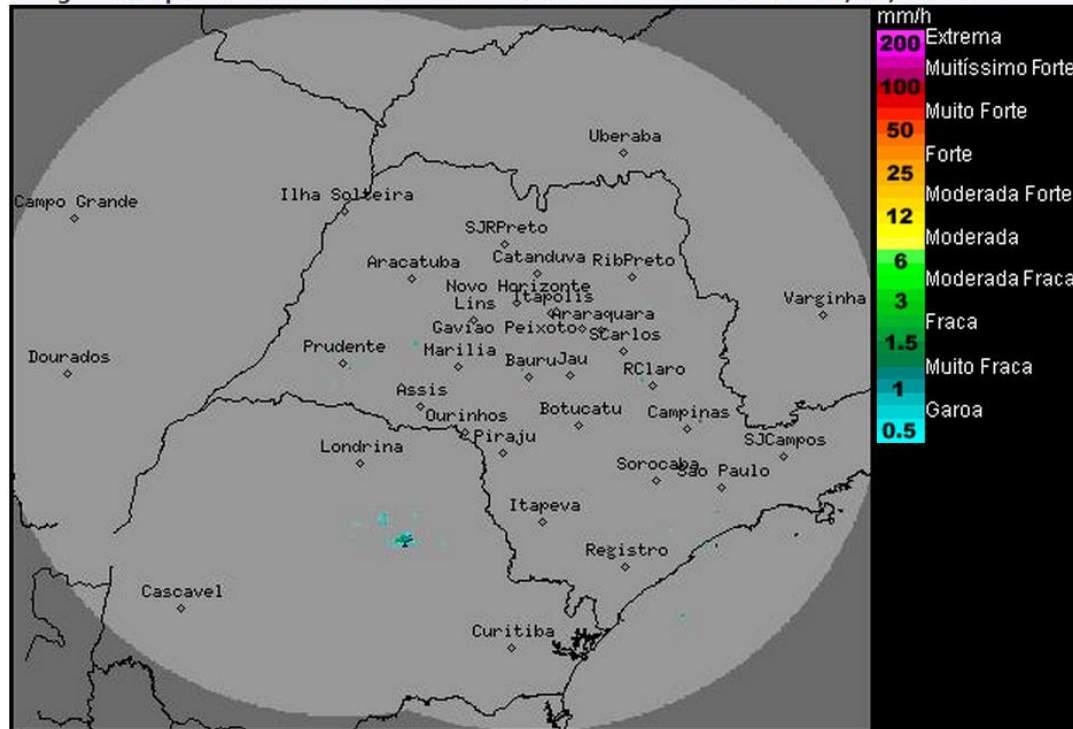 mm/h
200 Extrema
Muitíssimo Forte
100
Muito Forte
50
Forte
25
Moderada Forte
12
Moderada
6
Moderada Fraca
3
Fraca
1.5
Muito Fraca
1
Garoa
0.5
Uberaba
Campo Grande
Ilha Solteira
SJRPreto
Aracatuba
Catanduva
RibPreto
Novo Horizonte
Lins
Itapolis
Araraquara
Gaviao Peixoto
SCarlos
Varginha
Dourados
Prudente
Marilia
Bauru
Jau
RClaro
Assis
Ourinhos
Botucatu
Campinas
Piraju
SJCampos
Londrina
Sorocaba
Sao Paulo
Itapeva
Registro
Cascavel
Curitiba